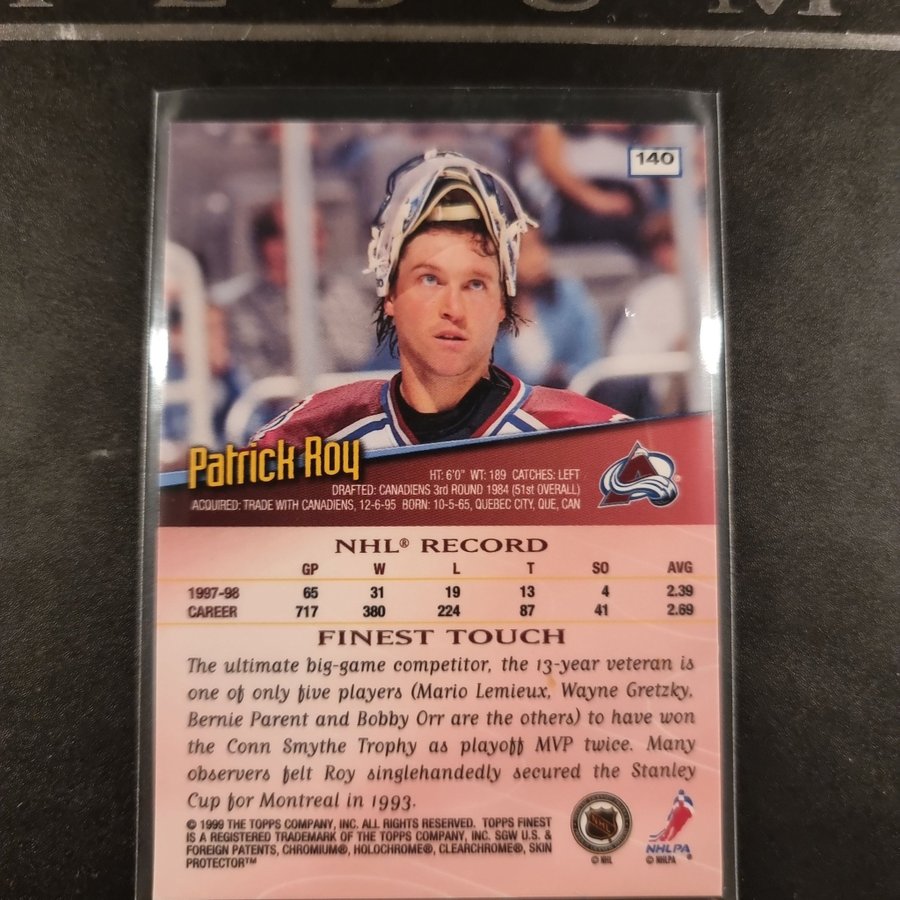 140
Patrick Roy
HT: 6'0" WT: 189 CATCHES: LEFT
DRAFTED: CANADIENS 3rd ROUND 1984 (51st OVERALL)
ACQUIRED: TRADE WITH CANADIENS, 12-6-95 BORN: 10-5-65, QUEBEC CITY, QUE, CAN
NHL® RECORD
GP W L T SO AVG
1997-98 65 31 19 13 4 2.39
CAREER 717 380 224 87 41 2.69
FINEST TOUCH
The ultimate big-game competitor, the 13-year veteran is
one of only five players (Mario Lemieux, Wayne Gretzky,
Bernie Parent and Bobby Orr are the others) to have won
the Conn Smythe Trophy as playoff MVP twice. Many
observers felt Roy singlehandedly secured the Stanley
Cup for Montreal in 1993.
© 1999 THE TOPPS COMPANY, INC. ALL RIGHTS RESERVED. TOPPS FINEST
IS A REGISTERED TRADEMARK OF THE TOPPS COMPANY, INC. SGW U.S. &
FOREIGN PATENTS, CHROMIUM®, HOLOCHROME®, CLEARCHROME®, SKIN
PROTECTOR™
NHL
© NHL
NHLPA
© NHLPA ®